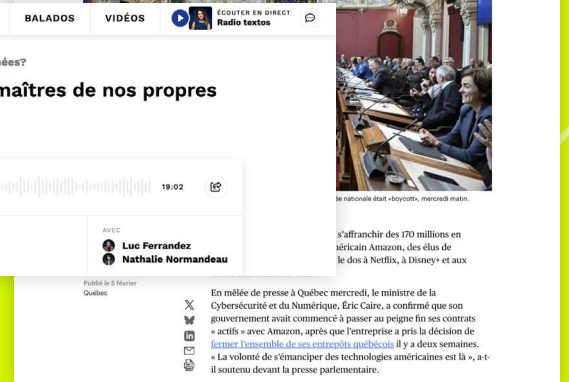 BALADOS VIDÉOS ÉCOUTER EN DIRECT
Radio textos
nées?
maîtres de nos propres
19:02
AVEC
Luc Ferrandez
Nathalie Normandeau
nationale était «boycott», mercredi matin.
s'affranchir des 170 millions en
américain Amazon, des élus de
le dos à Netflix, à Disney+ et aux
Publié le 5 février
Québec
En mêlée de presse à Québec mercredi, le ministre de la
Cybersécurité et du Numérique, Éric Caire, a confirmé que son
gouvernement avait commencé à passer au peigne fin ses contrats
« actifs » avec Amazon, après que l'entreprise a pris la décision de
fermer l'ensemble de ses entrepôts québécois il y a deux semaines.
« La volonté de s'émanciper des technologies américaines est là », a-t-
il soutenu devant la presse parlementaire.